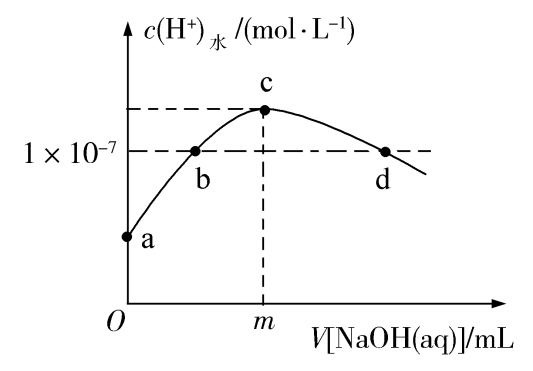 c(H⁺)水/(mol·L⁻¹)
c
1×10⁻⁷
b
d
a
O
m
V[NaOH(aq)]/mL